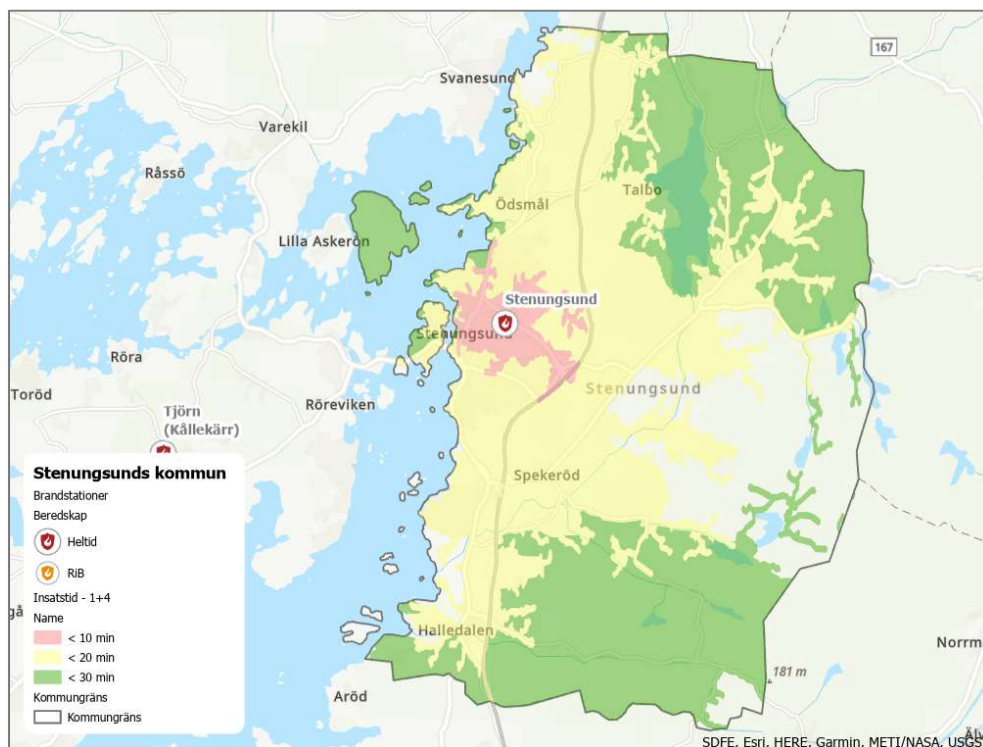 167
Svanesund
Varekil
Råssö
Talbo
Ödsmål
Lilla Askerön
Stenungsund
Stenungsund
Röra
Stenungsund
Toröd
Röreviken
Tjörn
(Kållekärr)
Spekeröd
Stenungsunds kommun
Brandstationer
Beredskap
Heltid
RiB
Insatstid - 1+4
Name
< 10 min
< 20 min
< 30 min
Kommungräns
Kommungräns
Halledalen
Norrm
181 m
Aröd
SDFE, Esri, HERE, Garmin, METI/NASA, USGS